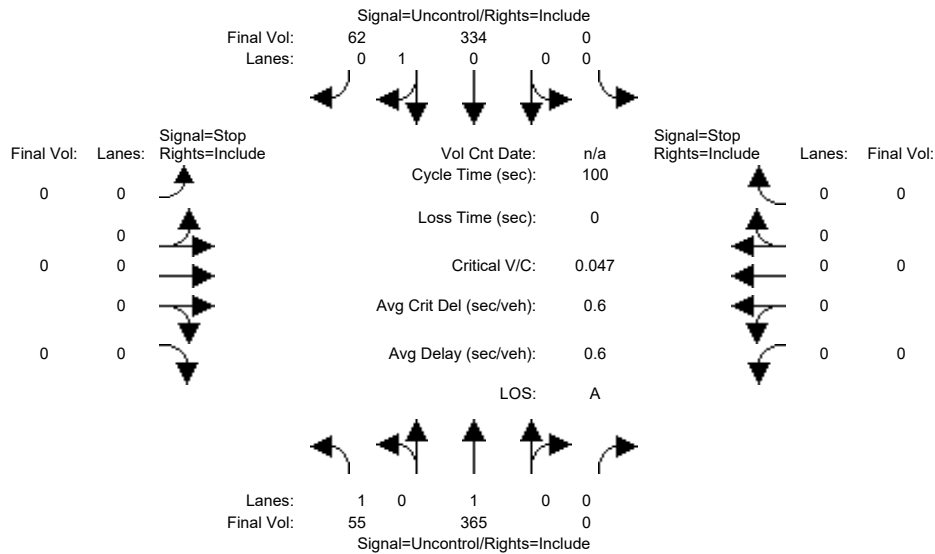 Signal=Uncontrol/Rights=Include
Final Vol: 62 334 0
Lanes: 0 1 0 0 0
Signal=Stop Signal=Stop
Final Vol: Lanes: Rights=Include Vol Cnt Date: n/a Rights=Include Lanes: Final Vol:
Cycle Time (sec): 100
0 0 0 0
Loss Time (sec): 0
0 0
0 0 Critical V/C: 0.047 0 0
0 Avg Crit Del (sec/veh): 0.6 0
0 0 Avg Delay (sec/veh): 0.6 0 0
LOS: A
Lanes: 1 0 1 0 0
Final Vol: 55 365 0
Signal=Uncontrol/Rights=Include